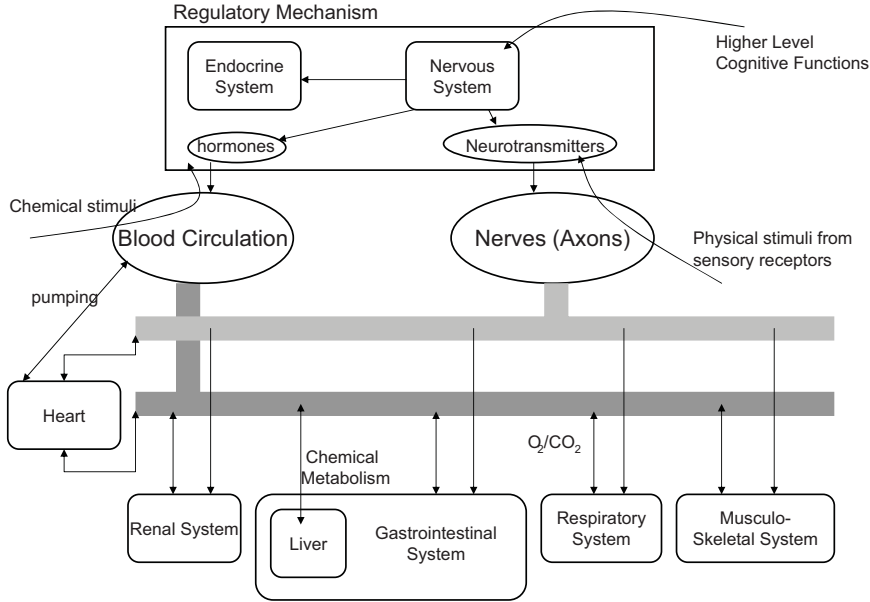 Regulatory Mechanism
Endocrine
System
Nervous
System
Higher Level
Cognitive Functions
hormones
Neurotransmitters
Chemical stimuli
Blood Circulation
Nerves (Axons)
Physical stimuli from
sensory receptors
pumping
Heart
O2/CO2
Chemical
Metabolism
Renal System
Liver
Gastrointestinal
System
Respiratory
System
Musculo-
Skeletal System